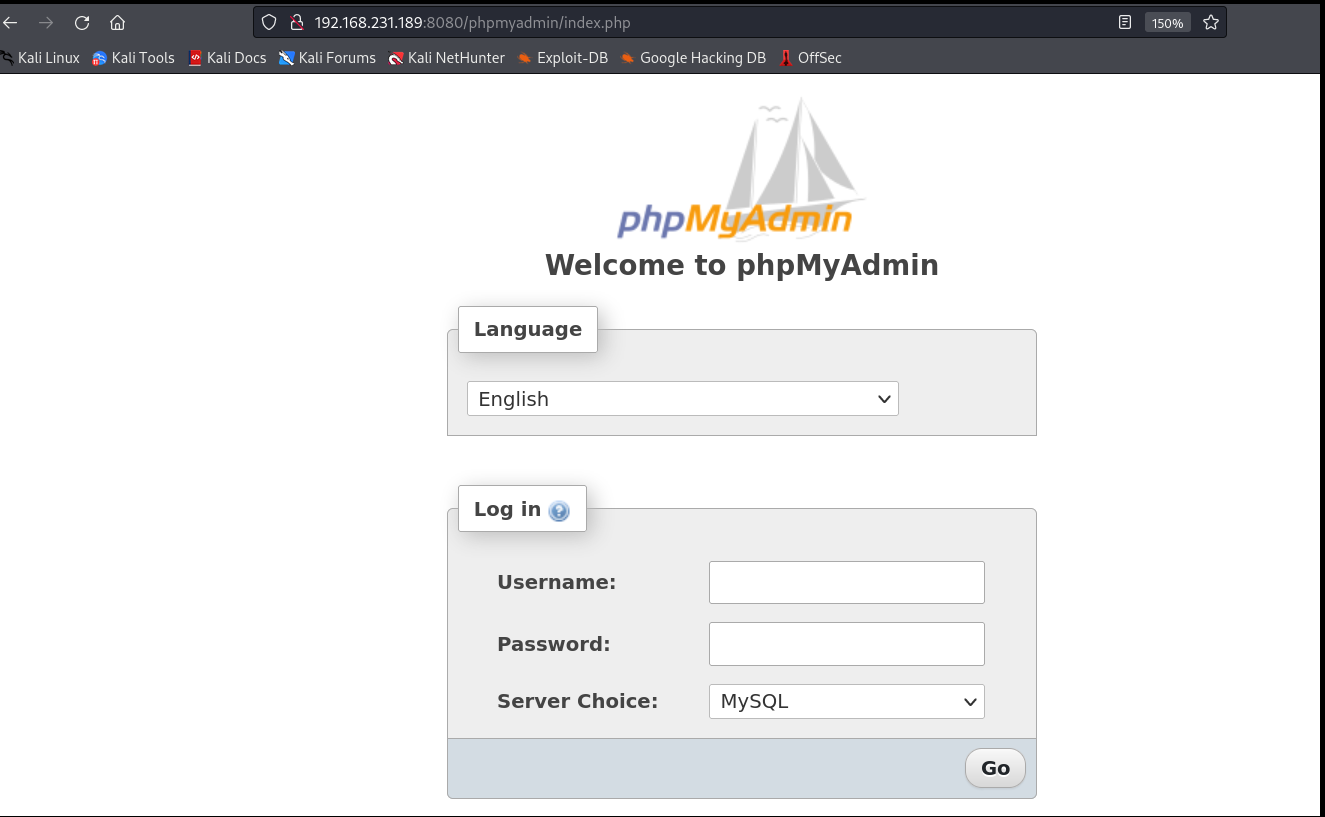 192.168.231.189:8080/phpmyadmin/index.php
150%
Kali Linux Kali Tools Kali Docs Kali Forums Kali NetHunter Exploit-DB Google Hacking DB OffSec
phpMyAdmin
Welcome to phpMyAdmin
Language
English
Log in
Username:
Password:
Server Choice: MySQL
Go